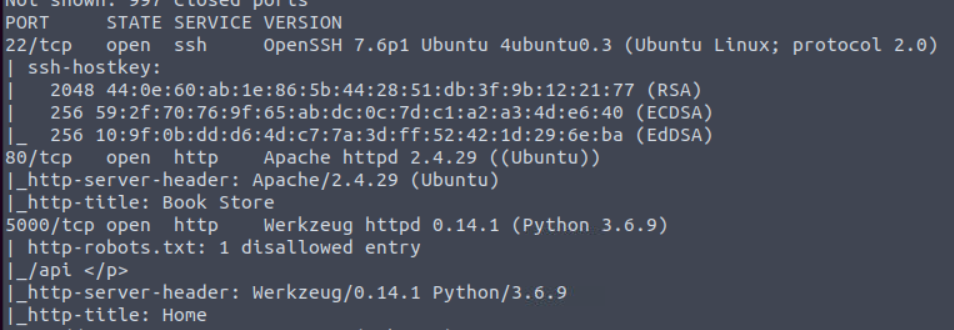 Not shown: 997 closed ports
PORT     STATE SERVICE VERSION
22/tcp   open  ssh     OpenSSH 7.6p1 Ubuntu 4ubuntu0.3 (Ubuntu Linux; protocol 2.0)
| ssh-hostkey:
|   2048 44:0e:60:ab:1e:86:5b:44:28:51:db:3f:9b:12:21:77 (RSA)
|   256 59:2f:70:76:9f:65:ab:dc:0c:7d:c1:a2:a3:4d:e6:40 (ECDSA)
|_  256 10:9f:0b:dd:d6:4d:c7:7a:3d:ff:52:42:1d:29:6e:ba (EdDSA)
80/tcp   open  http    Apache httpd 2.4.29 ((Ubuntu))
|_http-server-header: Apache/2.4.29 (Ubuntu)
|_http-title: Book Store
5000/tcp open  http    Werkzeug httpd 0.14.1 (Python 3.6.9)
| http-robots.txt: 1 disallowed entry
|_/api </p>
|_http-server-header: Werkzeug/0.14.1 Python/3.6.9
|_http-title: Home